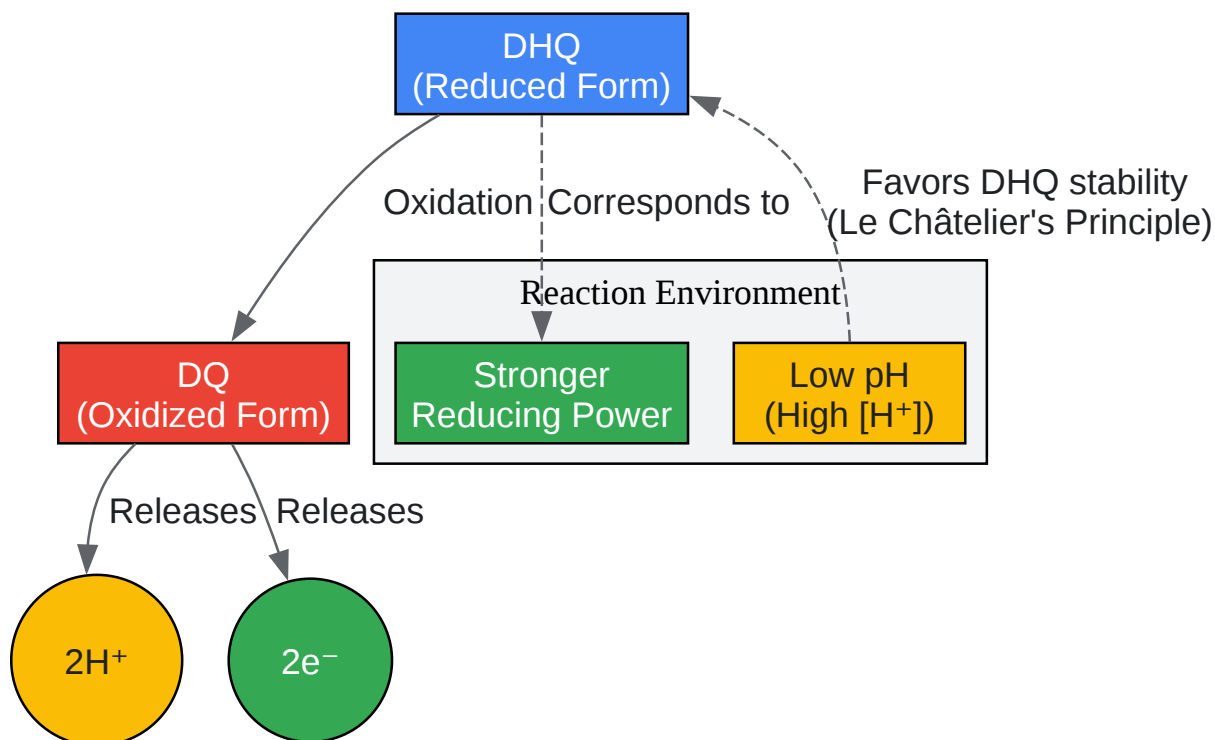 DHQ
(Reduced Form)
Oxidation
Corresponds to
Favors DHQ stability
(Le Châtelier's Principle)
Reaction Environment
DQ
(Oxidized Form)
Stronger
Reducing Power
Low pH
(High [H⁺])
Releases
Releases
2H⁺
2e⁻